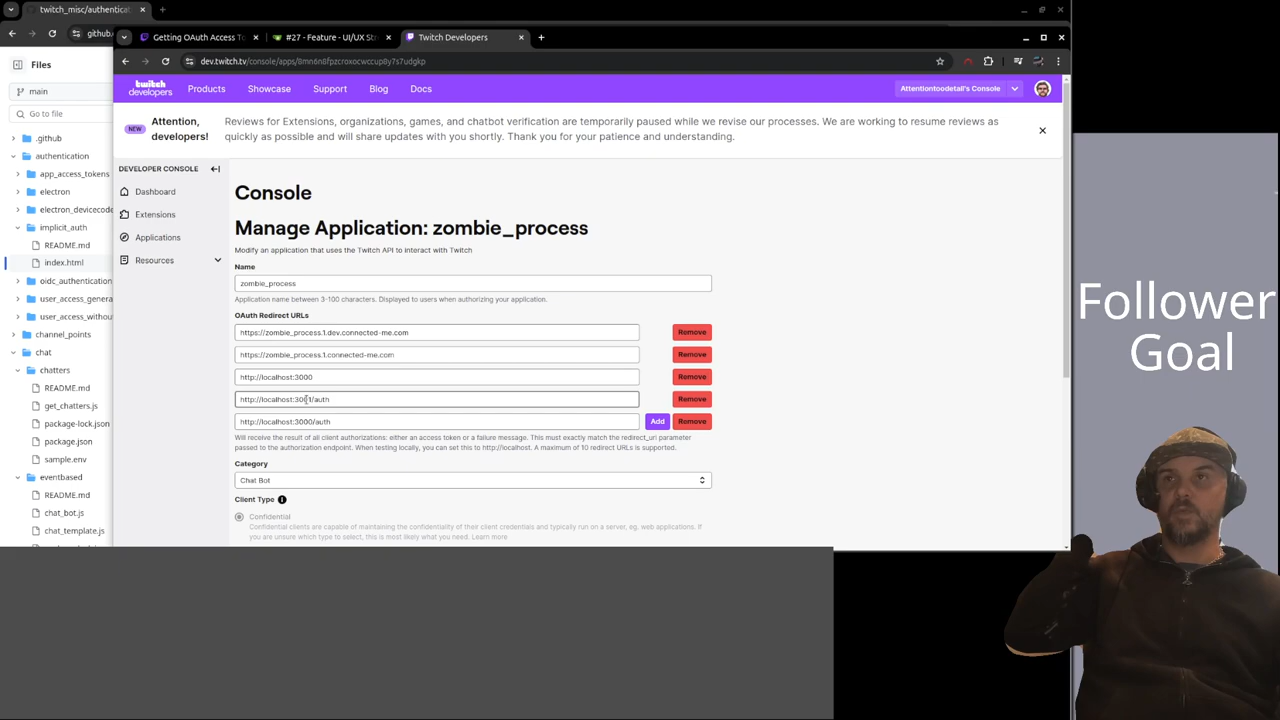 twitch_misc/authenticat
github.
Getting OAuth Access To
#27 - Feature - UI/UX Str
Twitch Developers
dev.twitch.tv/console/apps/8mn6n8fpzcroxocwccup8y7s7udgkp
twitch
developers
Products
Showcase
Support
Blog
Docs
Attentiontoodetail's Console
NEW
Attention,
developers!
Reviews for Extensions, organizations, games, and chatbot verification are temporarily paused while we revise our processes. We are working to resume reviews as
quickly as possible and will share updates with you shortly. Thank you for your patience and understanding.
Files
main
Go to file
.github
authentication
app_access_tokens
electron
electron_devicecod
implicit_auth
README.md
index.html
oidc_authentication
user_access_genera
user_access_withou
channel_points
chat
chatters
README.md
get_chatters.js
package-lock.json
package.json
sample.env
eventbased
README.md
chat_bot.js
chat_template.js
DEVELOPER CONSOLE
Dashboard
Extensions
Applications
Resources
Console
Manage Application: zombie_process
Modify an application that uses the Twitch API to interact with Twitch
Name
zombie_process
Application name between 3-100 characters. Displayed to users when authorizing your application.
OAuth Redirect URLs
https://zombie_process.1.dev.connected-me.com
Remove
https://zombie_process.1.connected-me.com
Remove
http://localhost:3000
Remove
http://localhost:3001/auth
Remove
http://localhost:3000/auth
Add
Remove
Will receive the result of all client authorizations: either an access token or a failure message. This must exactly match the redirect_uri parameter
passed to the authorization endpoint. When testing locally, you can set this to http://localhost. A maximum of 10 redirect URLs is supported.
Category
Chat Bot
Client Type
Confidential
Confidential clients are capable of maintaining the confidentiality of their client credentials and typically run on a server, eg. web applications. If
you are unsure which type to select, this is most likely what you need. Learn more
Follower
Goal